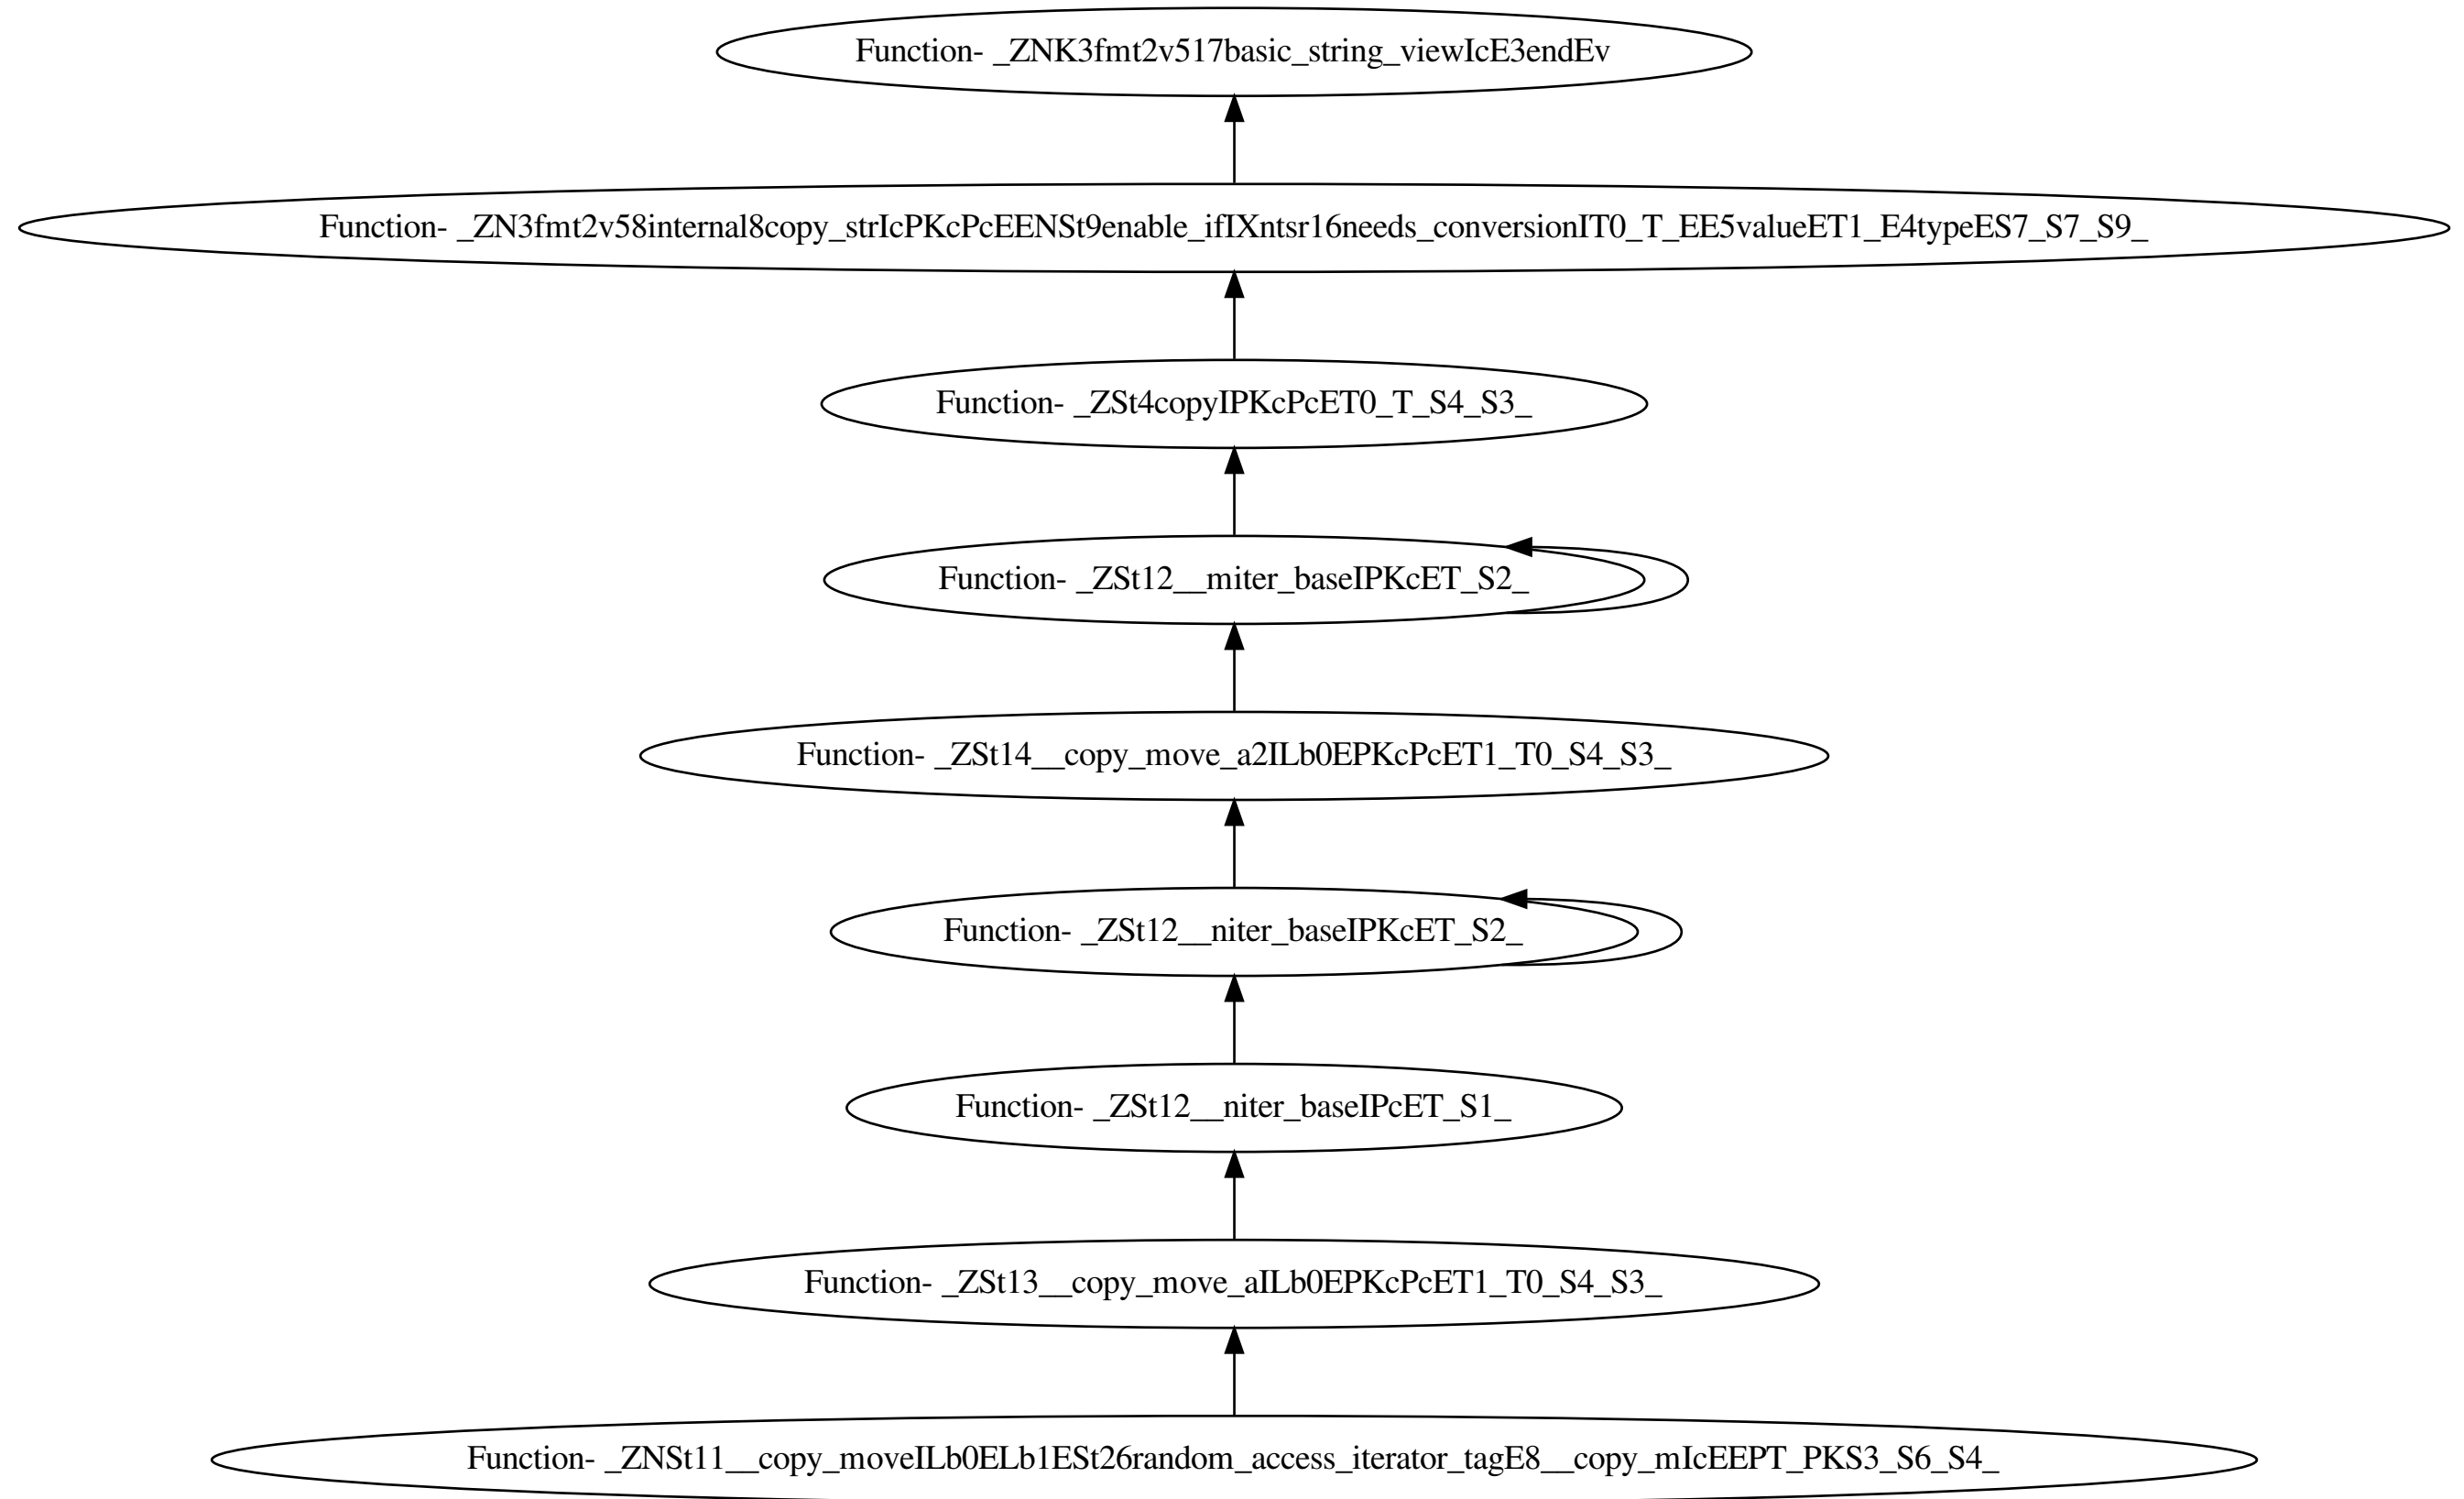 Function- _ZNK3fmt2v517basic_string_viewIcE3endEv
Function- _ZN3fmt2v58internal8copy_strIcPKcPcEENSt9enable_ifIXntsr16needs_conversionIT0_T_EE5valueET1_E4typeES7_S7_S9_
Function- _ZSt4copyIPKcPcET0_T_S4_S3_
Function- _ZSt12__miter_baseIPKcET_S2_
Function- _ZSt14__copy_move_a2ILb0EPKcPcET1_T0_S4_S3_
Function- _ZSt12__niter_baseIPKcET_S2_
Function- _ZSt12__niter_baseIPcET_S1_
Function- _ZSt13__copy_move_aILb0EPKcPcET1_T0_S4_S3_
Function- _ZNSt11__copy_moveILb0ELb1ESt26random_access_iterator_tagE8__copy_mIcEEPT_PKS3_S6_S4_